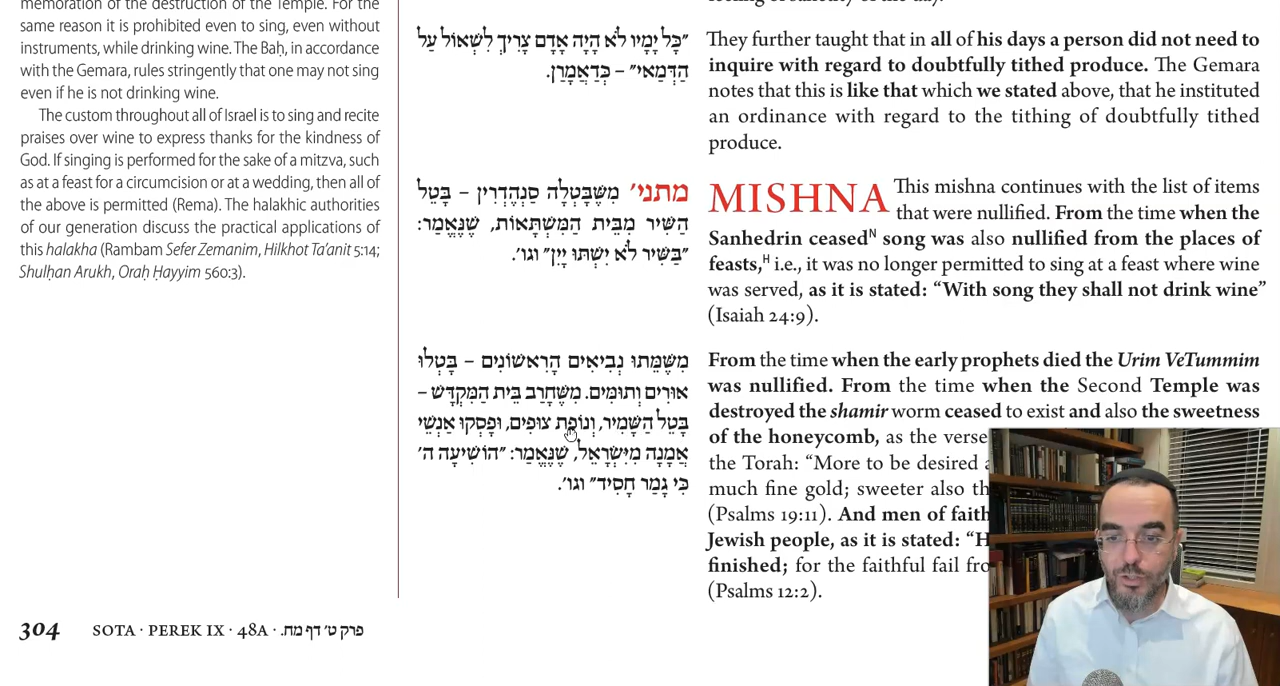 memoration of the destruction of the Temple. For the
same reason it is prohibited even to sing, even without
instruments, while drinking wine. The Baḥ, in accordance
with the Gemara, rules stringently that one may not sing
even if he is not drinking wine.
The custom throughout all of Israel is to sing and recite
praises over wine to express thanks for the kindness of
God. If singing is performed for the sake of a mitzva, such
as at a feast for a circumcision or at a wedding, then all of
the above is permitted (Rema). The halakhic authorities
of our generation discuss the practical applications of
this halakha (Rambam Sefer Zemanim, Hilkhot Ta'anit 5:14;
Shulḥan Arukh, Oraḥ Ḥayyim 560:3).
״כׇּל יָמָיו לֹא הָיָה אָדָם צָרִיךְ לִשְׁאוֹל עַל
הַדְּמַאי״ – כִּדַאֲמָרַן.
מתני׳ מִשֶּׁבָּטְלָה סַנְהֶדְרִין – בָּטֵל
הַשִּׁיר מִבֵּית הַמִּשְׁתָּאוֹת, שֶׁנֶּאֱמַר:
״בַּשִּׁיר לֹא יִשְׁתּוּ יָיִן״ וגו׳.
מִשֶּׁמֵּתוּ נְבִיאִים הָרִאשׁוֹנִים – בָּטְלוּ
אוּרִים וְתוּמִּים. מִשֶּׁחָרַב בֵּית הַמִּקְדָּשׁ –
בָּטֵל הַשָּׁמִיר, וְנוֹפֶת צוּפִים, וּפָסְקוּ אַנְשֵׁי
אֲמָנָה מִיִּשְׂרָאֵל, שֶׁנֶּאֱמַר: ״הוֹשִׁיעָה ה׳
כִּי גָמַר חָסִיד״ וגו׳.
They further taught that in all of his days a person did not need to
inquire with regard to doubtfully tithed produce. The Gemara
notes that this is like that which we stated above, that he instituted
an ordinance with regard to the tithing of doubtfully tithed
produce.
MISHNA This mishna continues with the list of items
that were nullified. From the time when the
Sanhedrin ceasedᴺ song was also nullified from the places of
feasts,ᴴ i.e., it was no longer permitted to sing at a feast where wine
was served, as it is stated: “With song they shall not drink wine”
(Isaiah 24:9).
From the time when the early prophets died the Urim VeTummim
was nullified. From the time when the Second Temple was
destroyed the shamir worm ceased to exist and also the sweetness
of the honeycomb, as the verse
the Torah: “More to be desired
much fine gold; sweeter also
(Psalms 19:11). And men of faith
Jewish people, as it is stated:
finished; for the faithful fail
(Psalms 12:2).
304 SOTA · PEREK IX · 48A · פרק ט׳ דף מח.